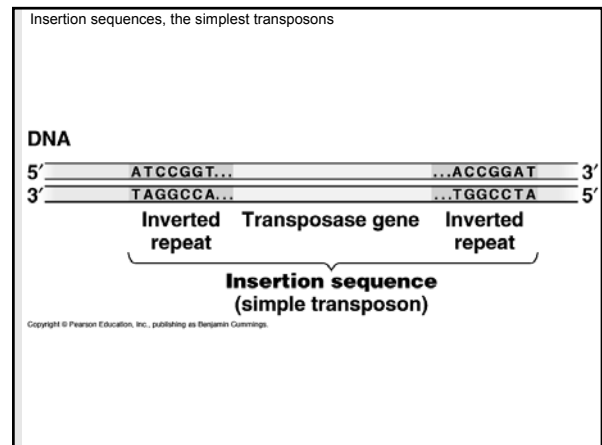 Insertion sequences, the simplest transposons
DNA
5′ ATCCGGT... ...ACCGGAT 3′
3′ TAGGCCA... ...TGGCCTA 5′
Inverted repeat Transposase gene Inverted repeat
Insertion sequence
(simple transposon)
Copyright © Pearson Education, Inc., publishing as Benjamin Cummings.